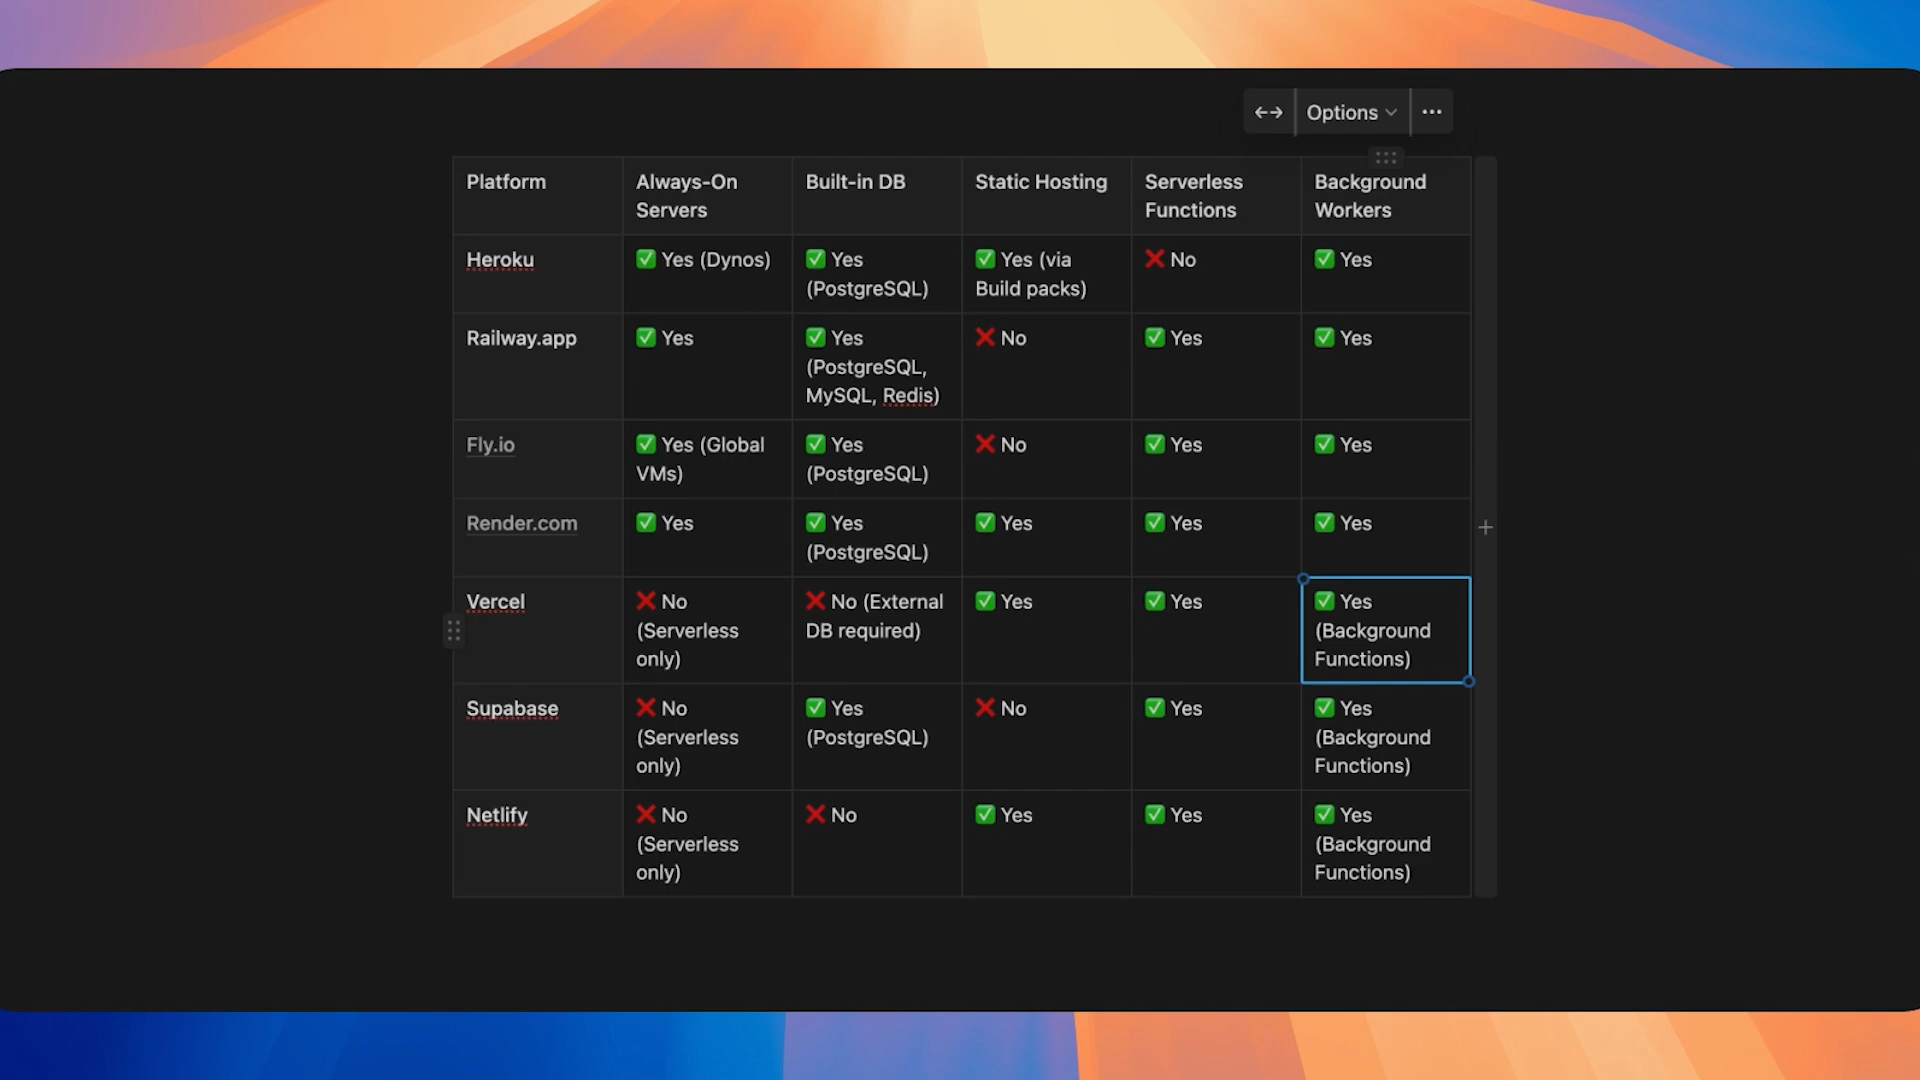 Options
Platform
Always-On
Servers
Built-in DB
Static Hosting
Serverless
Functions
Background
Workers
Heroku
✅ Yes (Dynos)
✅ Yes
(PostgreSQL)
✅ Yes (via
Build packs)
❌ No
✅ Yes
Railway.app
✅ Yes
✅ Yes
(PostgreSQL,
MySQL, Redis)
❌ No
✅ Yes
✅ Yes
Fly.io
✅ Yes (Global
VMs)
✅ Yes
(PostgreSQL)
❌ No
✅ Yes
✅ Yes
Render.com
✅ Yes
✅ Yes
(PostgreSQL)
✅ Yes
✅ Yes
✅ Yes
Vercel
❌ No
(Serverless
only)
❌ No (External
DB required)
✅ Yes
✅ Yes
✅ Yes
(Background
Functions)
Supabase
❌ No
(Serverless
only)
✅ Yes
(PostgreSQL)
❌ No
✅ Yes
✅ Yes
(Background
Functions)
Netlify
❌ No
(Serverless
only)
❌ No
✅ Yes
✅ Yes
✅ Yes
(Background
Functions)